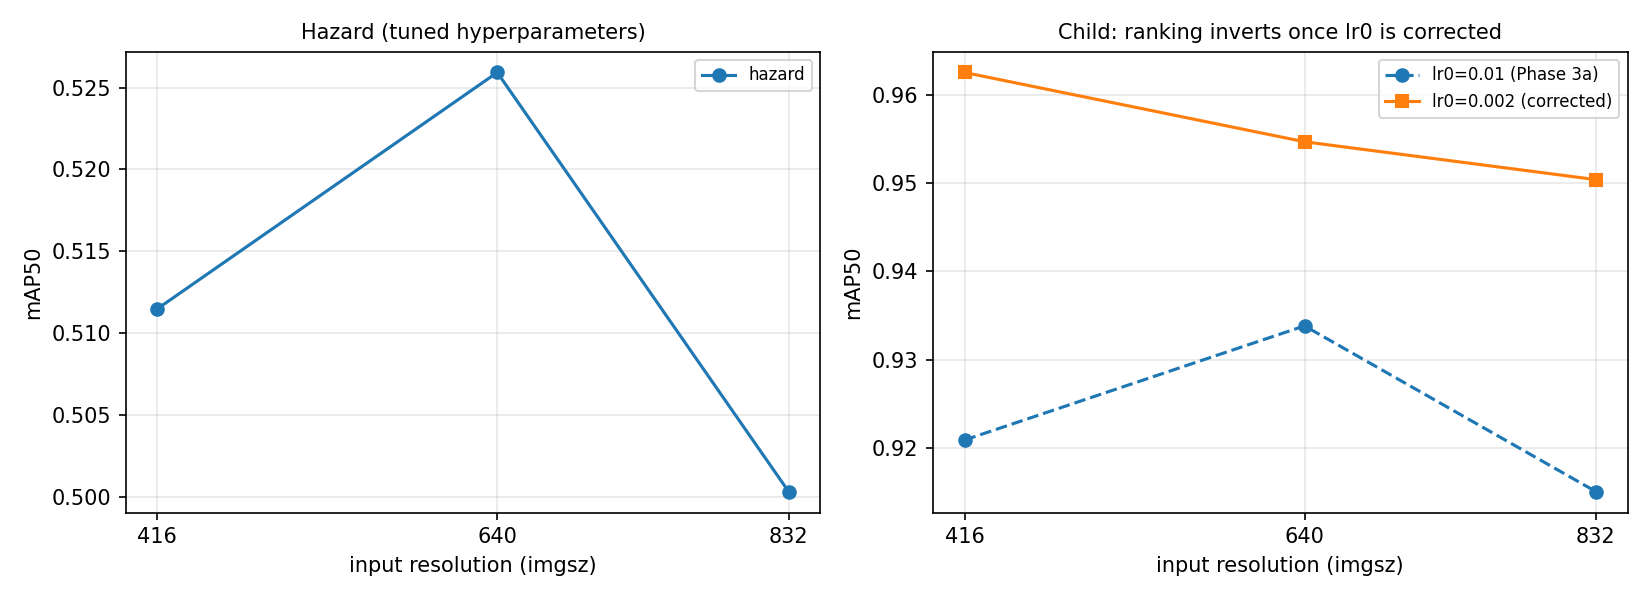 Hazard (tuned hyperparameters)
hazard
0.525
0.520
0.515
0.510
0.505
0.500
mAP50
416
640
832
input resolution (imgsz)
Child: ranking inverts once lr0 is corrected
lr0=0.01 (Phase 3a)
lr0=0.002 (corrected)
0.96
0.95
0.94
0.93
0.92
mAP50
416
640
832
input resolution (imgsz)